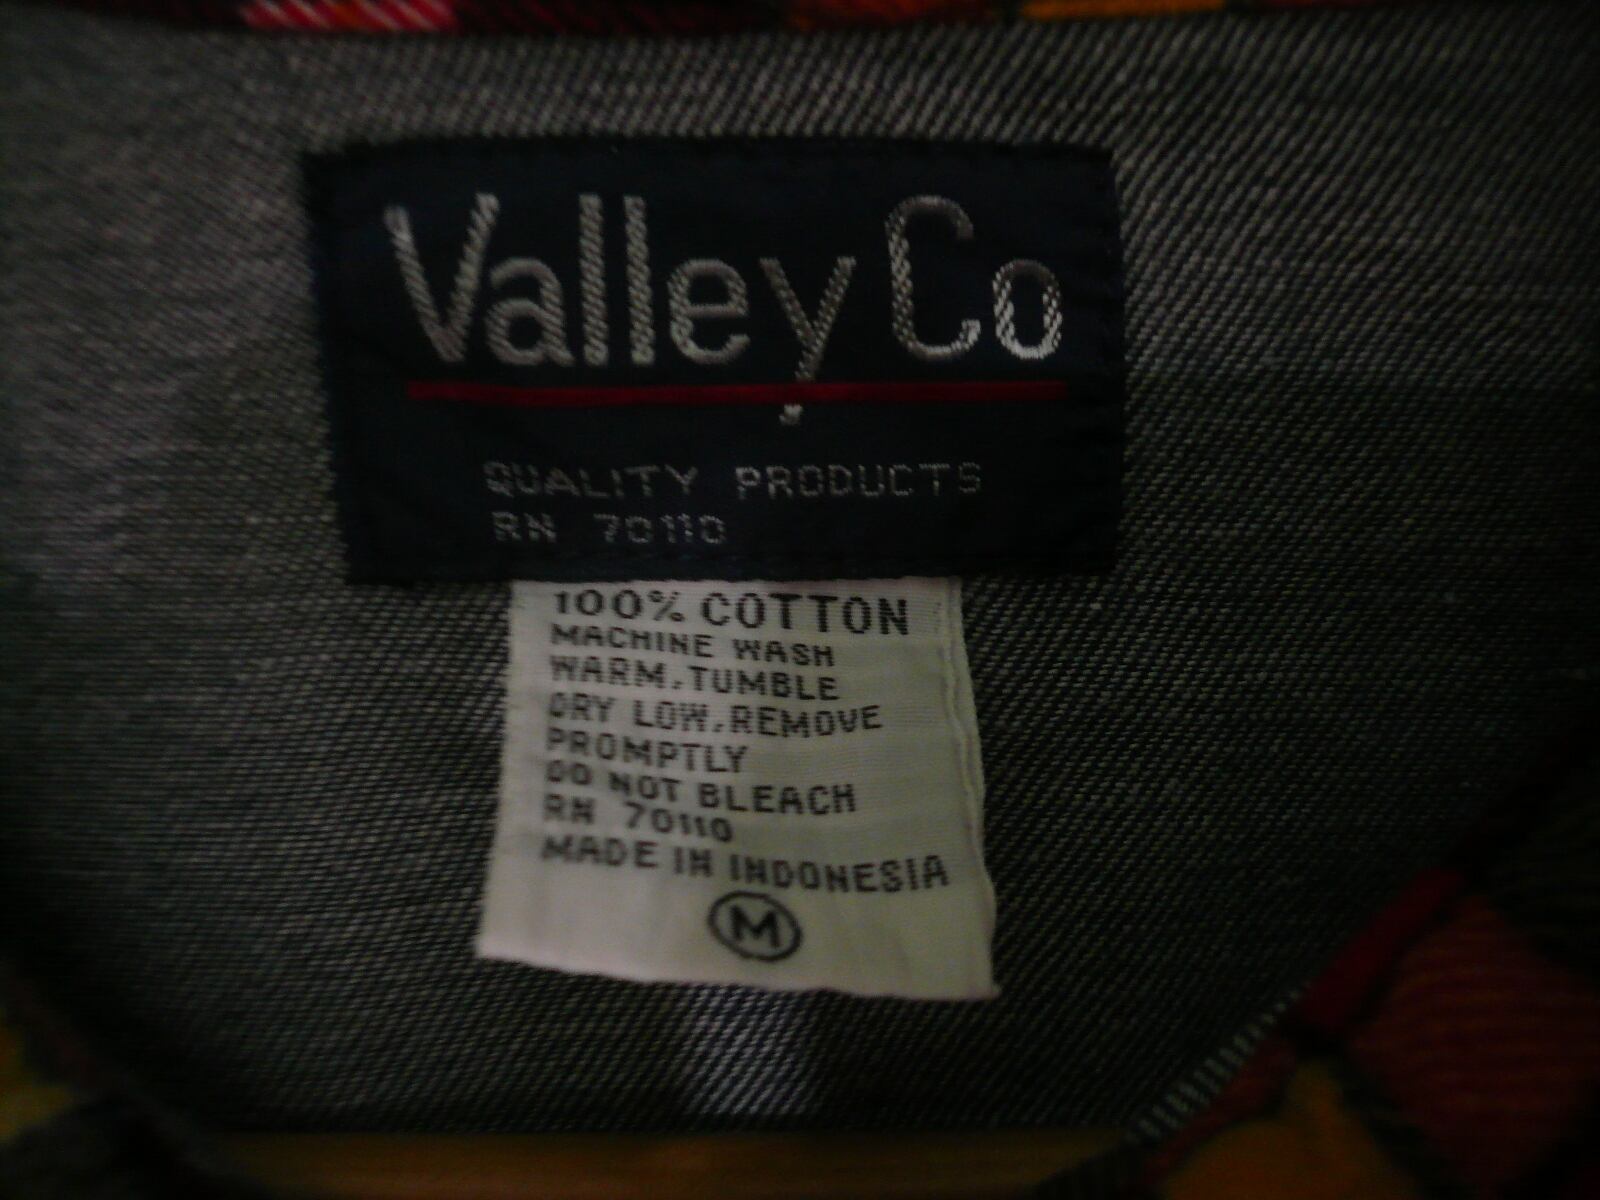 Valley Co
QUALITY PRODUCTS
RN 70110
100% COTTON
MACHINE WASH
WARM, TUMBLE
DRY LOW, REMOVE
PROMPTLY
DO NOT BLEACH
RN 70110
MADE IN INDONESIA
M